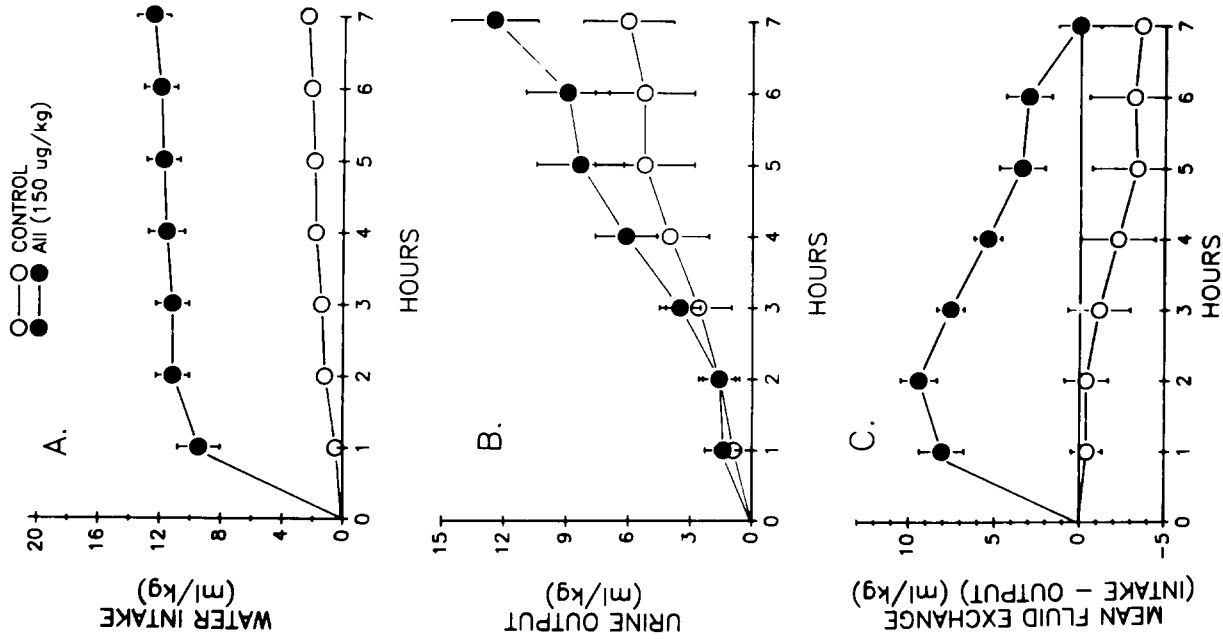 CONTROL
AII (150 ug/kg)
A.
WATER INTAKE
(ml/kg)
20
16
12
8
4
0
0 1 2 3 4 5 6 7
HOURS
B.
URINE OUTPUT
(ml/kg)
15
12
9
6
3
0
0 1 2 3 4 5 6 7
HOURS
C.
MEAN FLUID EXCHANGE
(INTAKE - OUTPUT) (ml/kg)
10
5
0
-5
0 1 2 3 4 5 6 7
HOURS